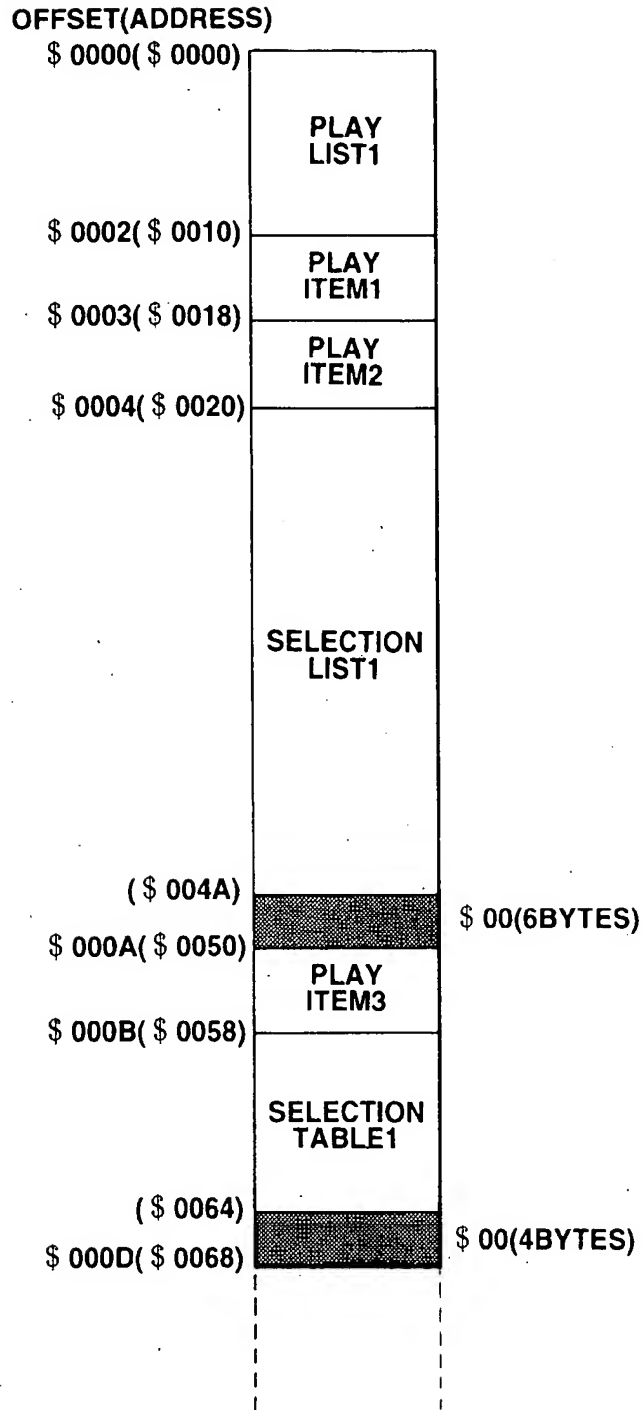 OFFSET(ADDRESS)
$ 0000( $ 0000)
PLAY
LIST1
$ 0002( $ 0010)
PLAY
ITEM1
$ 0003( $ 0018)
PLAY
ITEM2
$ 0004( $ 0020)
SELECTION
LIST1
( $ 004A)
$ 00(6BYTES)
$ 000A( $ 0050)
PLAY
ITEM3
$ 000B( $ 0058)
SELECTION
TABLE1
( $ 0064)
$ 00(4BYTES)
$ 000D( $ 0068)